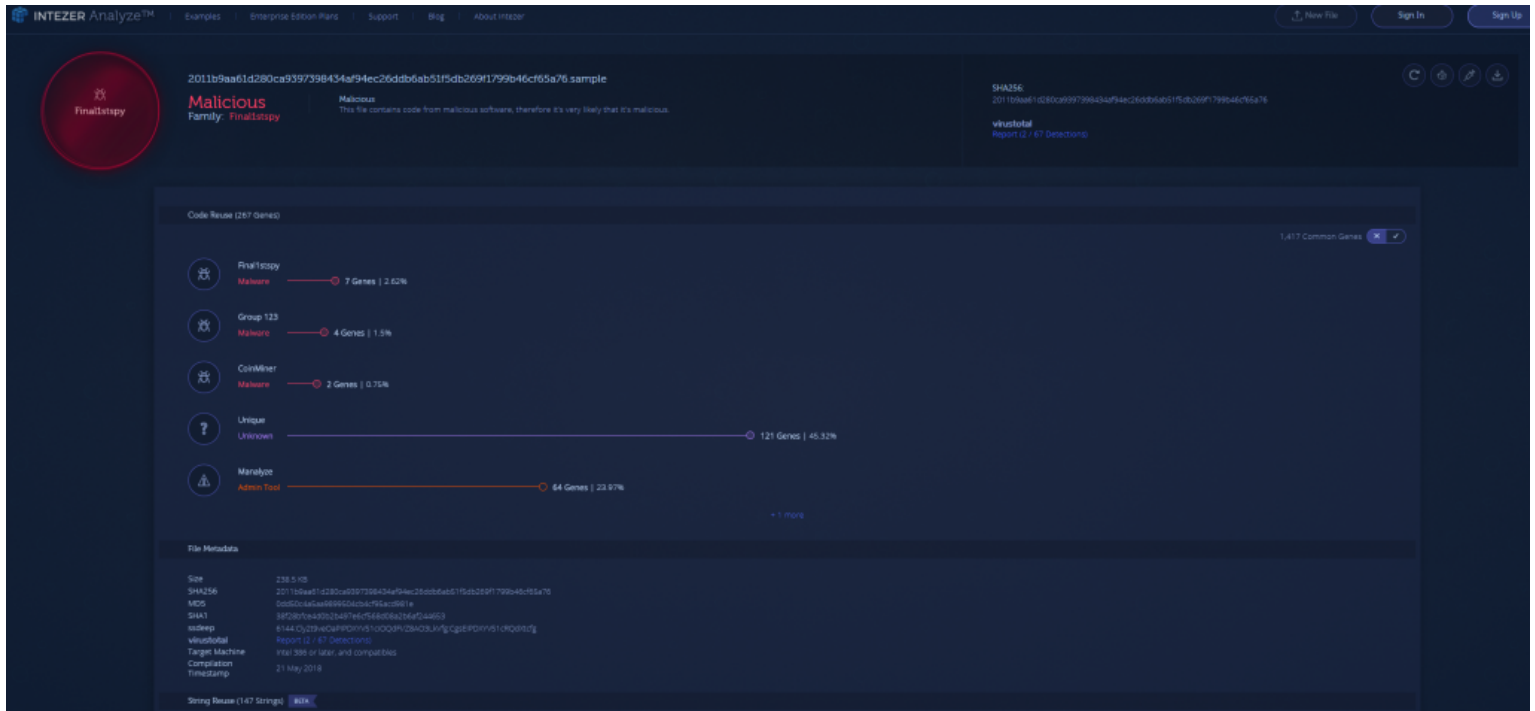 INTEZER Analyze™ Examples Enterprise Edition Plans Support Blog About Intezer New File Sign In Sign Up
Final1stspy
2011b9aa61d280ca9397398434af94ec26ddb6ab51f5db269f1799b46cf65a76.sample
Malicious
Family: Final1stspy
Malicious
This file contains code from malicious software, therefore it's very likely that it's malicious.
SHA256:
2011b9aa61d280ca9397398434af94ec26ddb6ab51f5db269f1799b46cf65a76
virustotal
Report (2 / 67 Detections)
Code Reuse (267 Genes)
1,417 Common Genes
Final1stspy
Malware 7 Genes | 2.62%
Group 123
Malware 4 Genes | 1.5%
CoinMiner
Malware 2 Genes | 0.75%
Unique
Unknown 121 Genes | 45.32%
Manalyze
Admin Tool 64 Genes | 23.97%
+ 1 more
File Metadata
Size 238.5 KB
SHA256 2011b9aa61d280ca9397398434af94ec26ddb6ab51f5db269f1799b46cf65a76
MD5
SHA1
ssdeep
virustotal Report (2 / 67 Detections)
Target Machine Intel 386 or later, and compatibles
Compilation Timestamp 21 May 2018
String Reuse (147 Strings) BETA